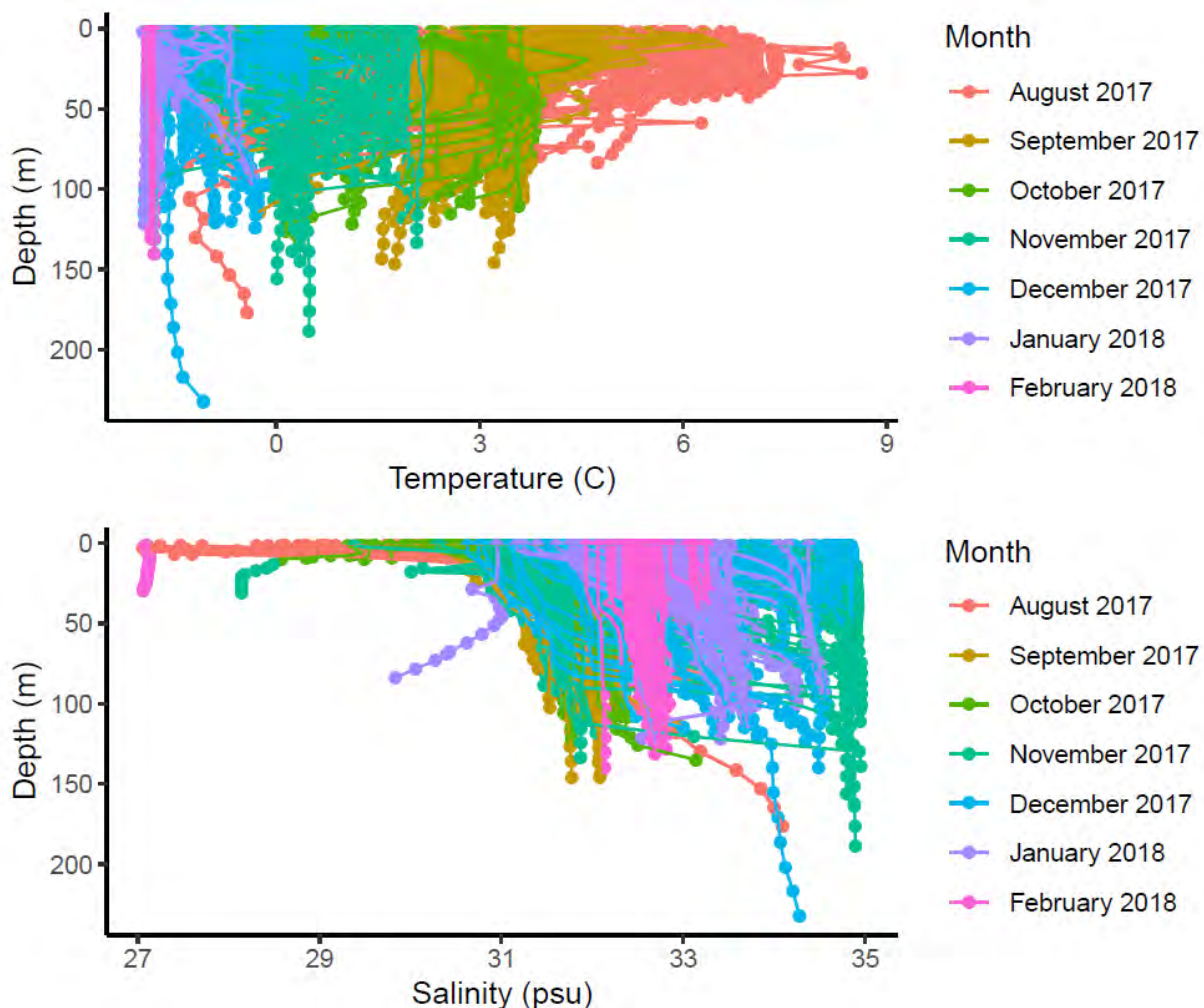 0
50
100
150
200
Depth (m)
0
3
6
9
Temperature (C)
Month
August 2017
September 2017
October 2017
November 2017
December 2017
January 2018
February 2018
0
50
100
150
200
Depth (m)
27
29
31
33
35
Salinity (psu)
Month
August 2017
September 2017
October 2017
November 2017
December 2017
January 2018
February 2018